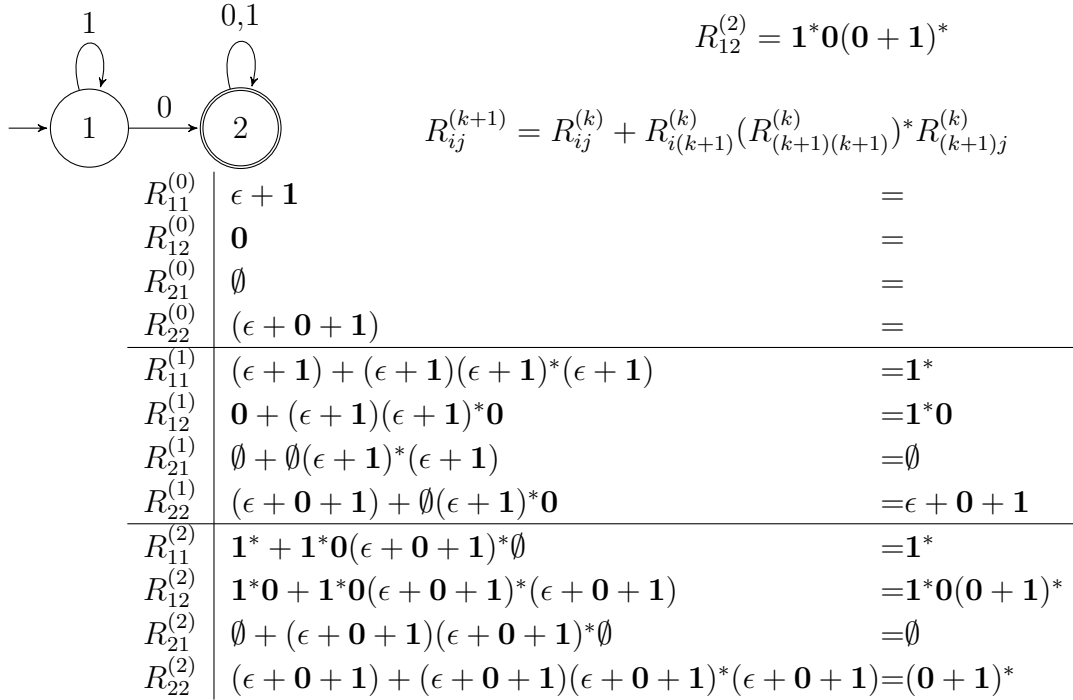 1 0,1
R_{12}^{(2)} = 1*0(0 + 1)*
1 0 2
R_{ij}^{(k+1)} = R_{ij}^{(k)} + R_{i(k+1)}^{(k)}(R_{(k+1)(k+1)}^{(k)})*R_{(k+1)j}^{(k)}
R_{11}^{(0)} ϵ + 1 =
R_{12}^{(0)} 0 =
R_{21}^{(0)} ∅ =
R_{22}^{(0)} (ϵ + 0 + 1) =
R_{11}^{(1)} (ϵ + 1) + (ϵ + 1)(ϵ + 1)*(ϵ + 1) =1*
R_{12}^{(1)} 0 + (ϵ + 1)(ϵ + 1)*0 =1*0
R_{21}^{(1)} ∅ + ∅(ϵ + 1)*(ϵ + 1) =∅
R_{22}^{(1)} (ϵ + 0 + 1) + ∅(ϵ + 1)*0 =ϵ + 0 + 1
R_{11}^{(2)} 1* + 1*0(ϵ + 0 + 1)*∅ =1*
R_{12}^{(2)} 1*0 + 1*0(ϵ + 0 + 1)*(ϵ + 0 + 1) =1*0(0 + 1)*
R_{21}^{(2)} ∅ + (ϵ + 0 + 1)(ϵ + 0 + 1)*∅ =∅
R_{22}^{(2)} (ϵ + 0 + 1) + (ϵ + 0 + 1)(ϵ + 0 + 1)*(ϵ + 0 + 1)=(0 + 1)*